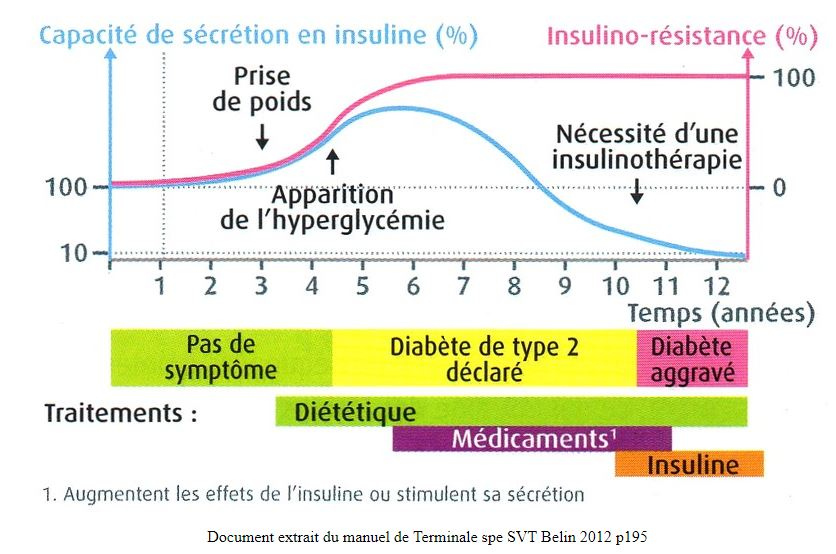 Capacité de sécrétion en insuline (%)
Insulino-résistance (%)
Prise
de poids
100
Nécessité d'une
insulinothérapie
100
0
Apparition
de l'hyperglycémie
10
1 2 3 4 5 6 7 8 9 10 11 12
Temps (années)
Pas de
symptôme
Diabète de type 2
déclaré
Diabète
aggravé
Traitements :
Diététique
Médicaments¹
Insuline
1. Augmentent les effets de l'insuline ou stimulent sa sécrétion
Document extrait du manuel de Terminale spe SVT Belin 2012 p195